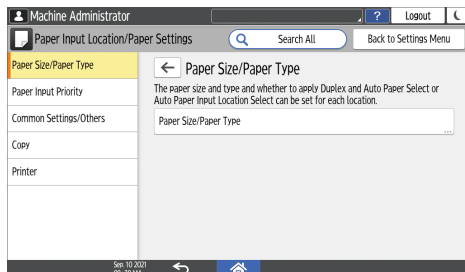 Machine Administrator
? Logout
Paper Input Location/Paper Settings
Search All
Back to Settings Menu
Paper Size/Paper Type
Paper Input Priority
Common Settings/Others
Copy
Printer
Paper Size/Paper Type
The paper size and type and whether to apply Duplex and Auto Paper Select or
Auto Paper Input Location Select can be set for each location.
Paper Size/Paper Type
...
Sep. 10 2021